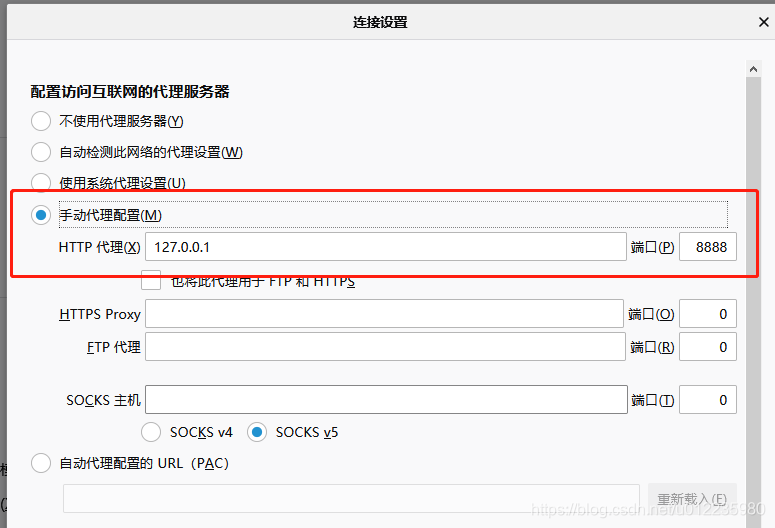 连接设置
配置访问互联网的代理服务器
不使用代理服务器(Y)
自动检测此网络的代理设置(W)
使用系统代理设置(U)
手动代理配置(M)
HTTP 代理(X) 127.0.0.1 端口(P) 8888
也将此代理用于 FTP 和 HTTPS
HTTPS Proxy 端口(O) 0
FTP 代理 端口(R) 0
SOCKS 主机 端口(T) 0
SOCKS v4 SOCKS v5
自动代理配置的 URL（PAC）
重新载入(E)
https://blog.csdn.net/u012235980